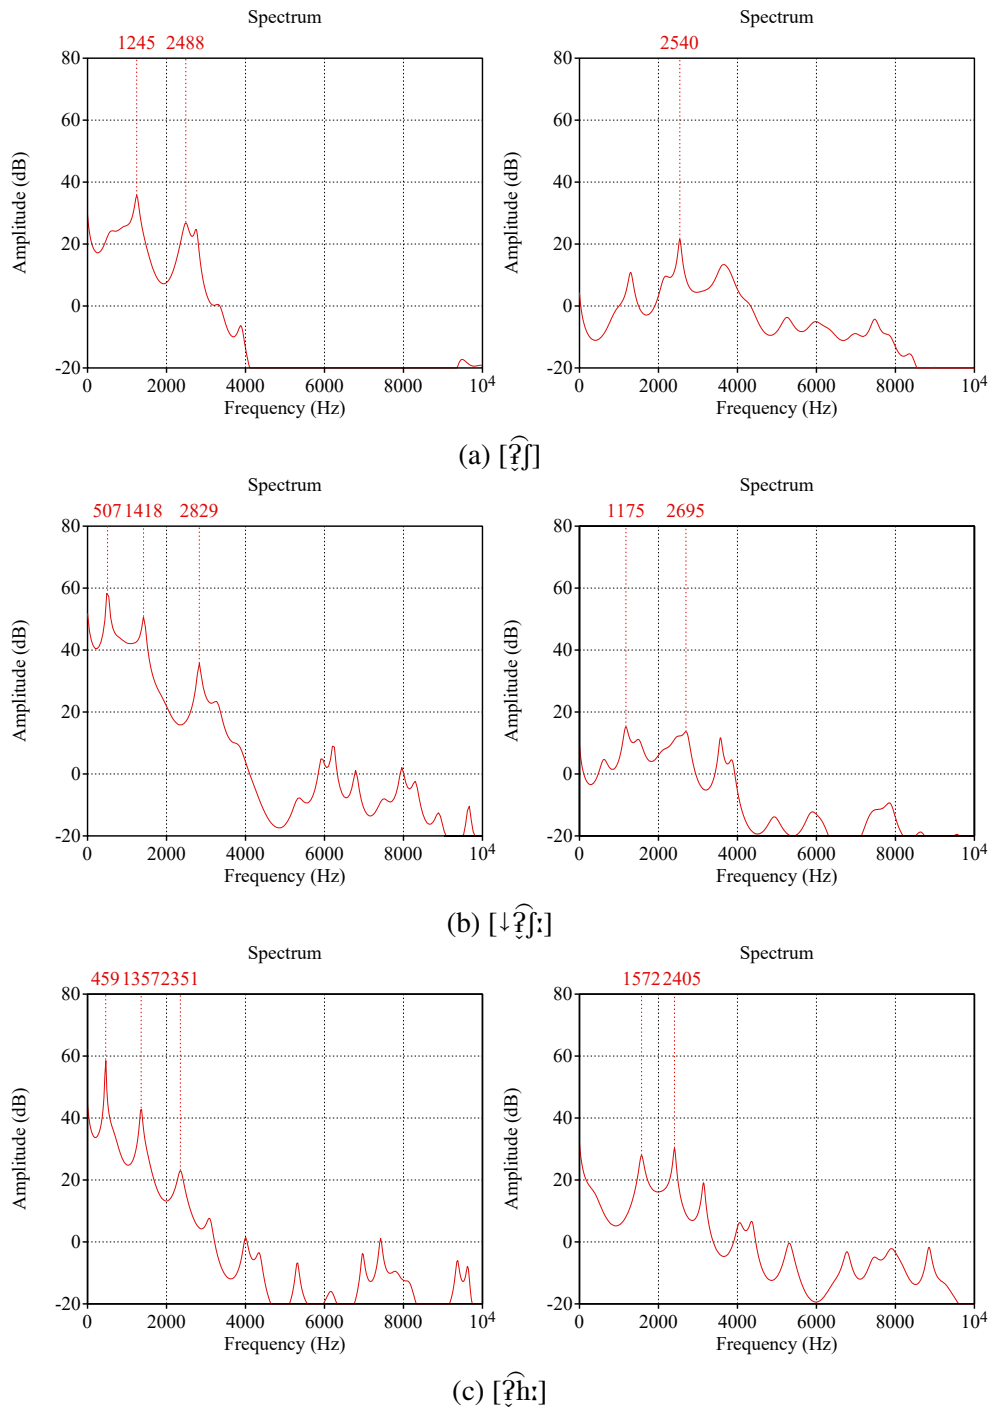 Spectrum Spectrum
1245 2488 2540
80 80
60 60
40 40
20 20
0 0
-20 -20
0 2000 4000 6000 8000 10⁴ 0 2000 4000 6000 8000 10⁴
Frequency (Hz) Frequency (Hz)
Amplitude (dB) Amplitude (dB)
(a) [ʡ̬͡ʃ]
Spectrum Spectrum
507 1418 2829 1175 2695
80 80
60 60
40 40
20 20
0 0
-20 -20
0 2000 4000 6000 8000 10⁴ 0 2000 4000 6000 8000 10⁴
Frequency (Hz) Frequency (Hz)
Amplitude (dB) Amplitude (dB)
(b) [↓ʡ̬͡ʃː]
Spectrum Spectrum
459 1357 2351 1572 2405
80 80
60 60
40 40
20 20
0 0
-20 -20
0 2000 4000 6000 8000 10⁴ 0 2000 4000 6000 8000 10⁴
Frequency (Hz) Frequency (Hz)
Amplitude (dB) Amplitude (dB)
(c) [ʡ̬͡hː]